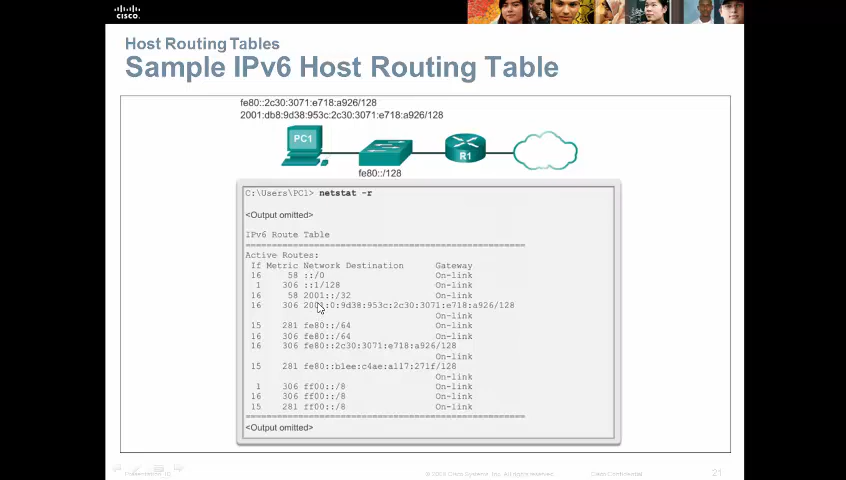 CISCO
Host Routing Tables
Sample IPv6 Host Routing Table
fe80::2c30:3071:e718:a926/128
2001:db8:9d38:953c:2c30:3071:e718:a926/128
PC1
R1
fe80::/128
C:\Users\PC1> netstat -r
<Output omitted>
IPv6 Route Table
===========================================================
Active Routes:
If Metric Network Destination Gateway
16 58 ::/0 On-link
1 306 ::1/128 On-link
16 58 2001::/32 On-link
16 306 2001:0:9d38:953c:2c30:3071:e718:a926/128
On-link
15 281 fe80::/64 On-link
16 306 fe80::/64 On-link
16 306 fe80::2c30:3071:e718:a926/128
On-link
15 281 fe80::b1ee:c4ae:a117:271f/128
On-link
1 306 ff00::/8 On-link
16 306 ff00::/8 On-link
15 281 ff00::/8 On-link
===========================================================
<Output omitted>
Cisco Confidential
21